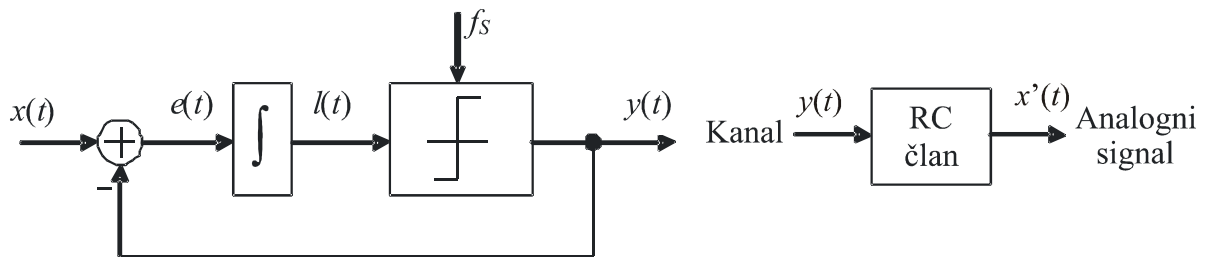 fS
x(t)
e(t)
∫
l(t)
y(t)
+
−
Kanal
y(t)
RC
član
x’(t)
Analogni
signal